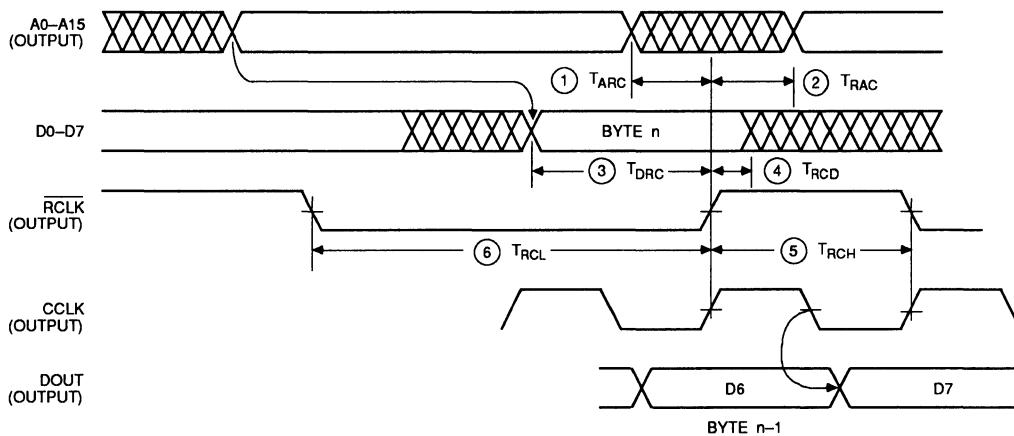 A0–A15
(OUTPUT)
① TARC
② TRAC
D0–D7
BYTE n
③ TDRC
④ TRCD
RCLK
(OUTPUT)
⑥ TRCL
⑤ TRCH
CCLK
(OUTPUT)
DOUT
(OUTPUT)
D6
D7
BYTE n–1